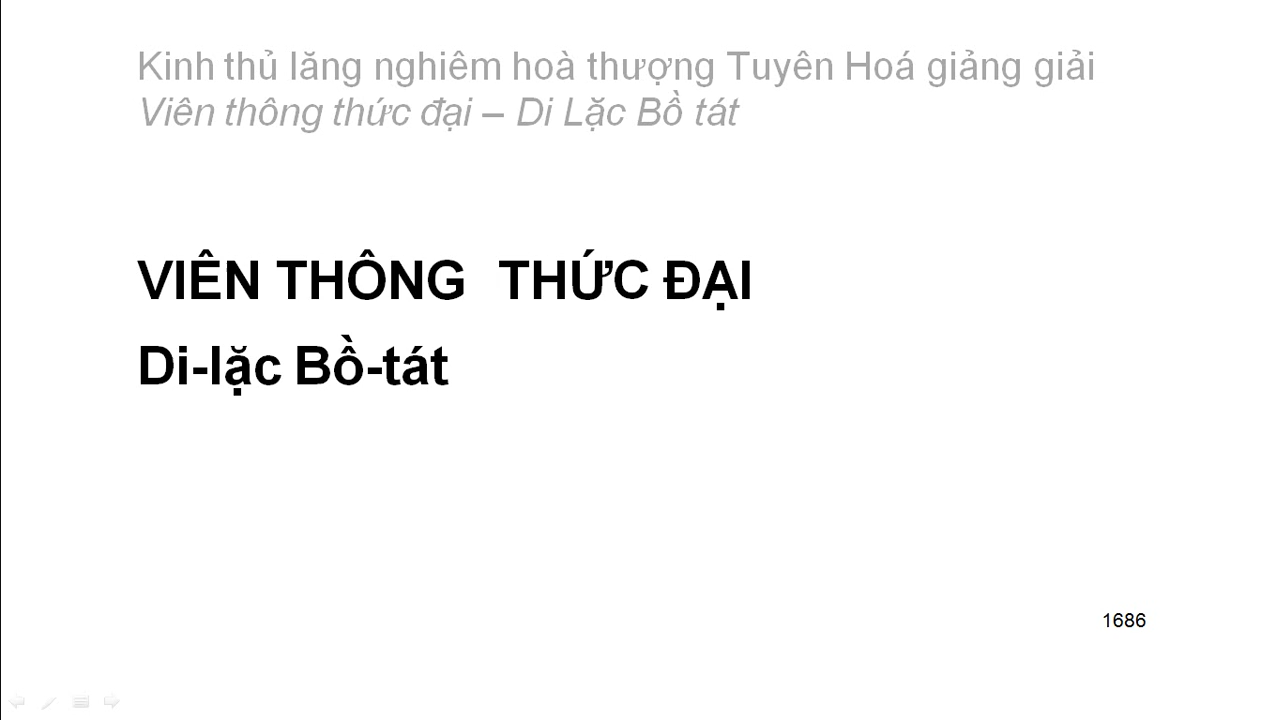 Kinh thủ lăng nghiêm hoà thượng Tuyên Hoá giảng giải
Viên thông thức đại – Di Lặc Bồ tát
VIÊN THÔNG  THỨC ĐẠI
Di-lặc Bồ-tát
1686